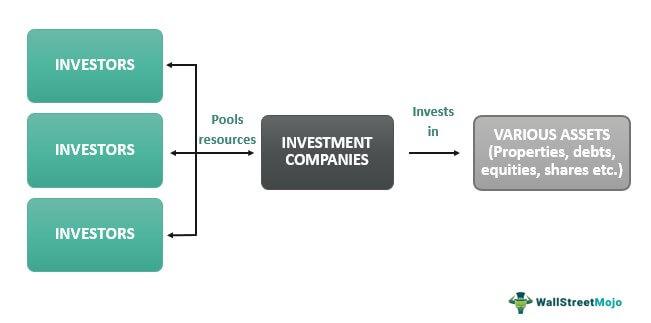 INVESTORS
INVESTORS
INVESTORS
Pools
resources
INVESTMENT
COMPANIES
Invests
in
VARIOUS ASSETS
(Properties, debts,
equities, shares etc.)
WallStreetMojo